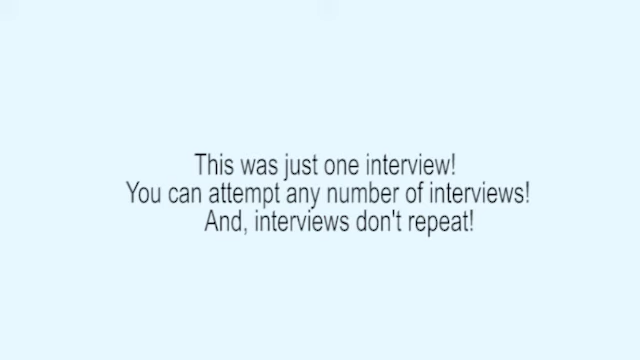 This was just one interview!
You can attempt any number of interviews!
And, interviews don't repeat!